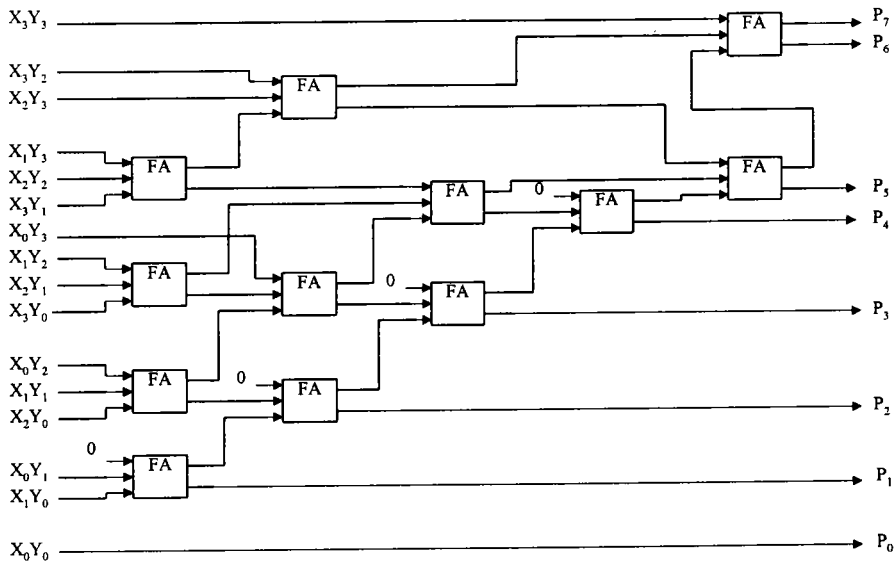 X₃Y₃
FA
P₇
P₆
X₃Y₂
X₂Y₃
FA
X₁Y₃
X₂Y₂
X₃Y₁
FA
FA
FA
0
FA
P₅
P₄
X₀Y₃
X₁Y₂
X₂Y₁
X₃Y₀
FA
FA
0
FA
P₃
X₀Y₂
X₁Y₁
X₂Y₀
FA
0
FA
P₂
0
X₀Y₁
X₁Y₀
FA
P₁
X₀Y₀
P₀